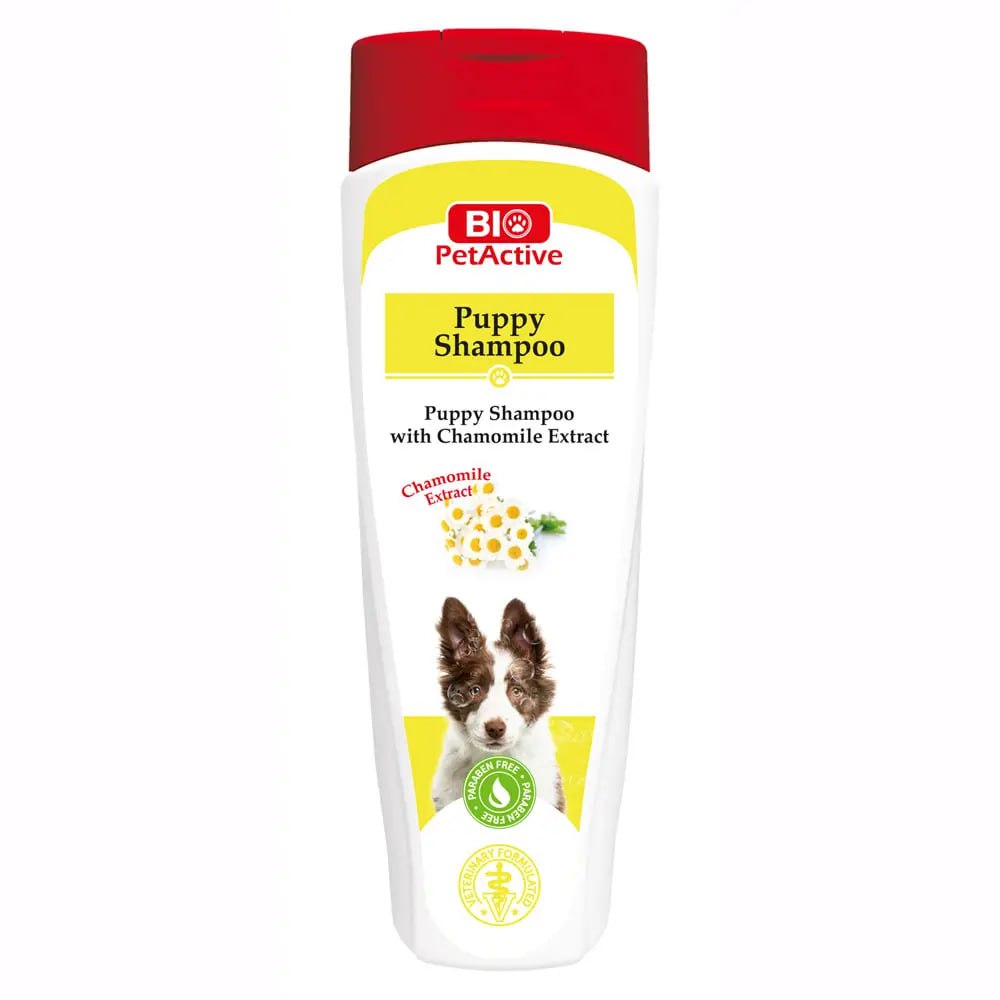 BIO
PetActive
Puppy
Shampoo
Puppy Shampoo
with Chamomile Extract
Chamomile
Extract
PARABEN FREE • PARABEN FREE •
VETERINARY FORMULATED
V